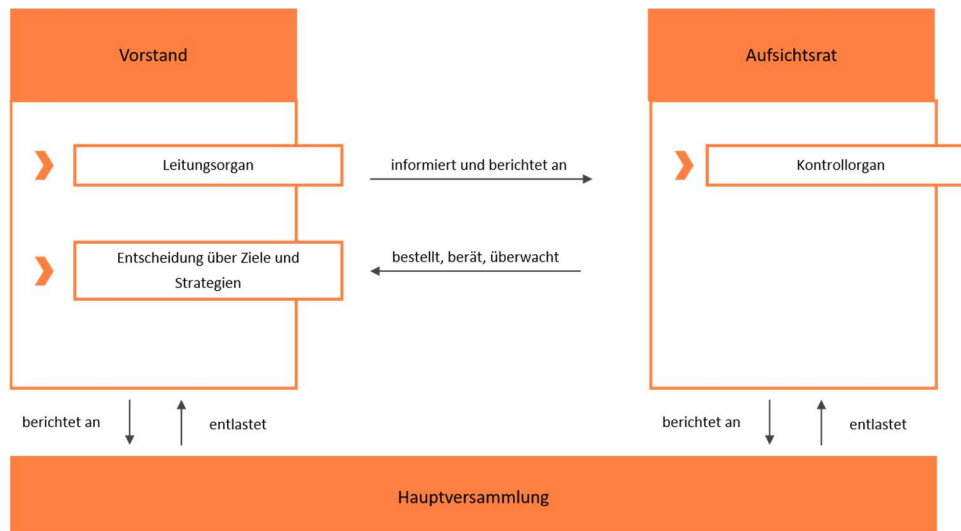 Vorstand
Aufsichtsrat
Leitungsorgan
informiert und berichtet an
Kontrollorgan
Entscheidung über Ziele und
Strategien
bestellt, berät, überwacht
berichtet an
entlastet
berichtet an
entlastet
Hauptversammlung